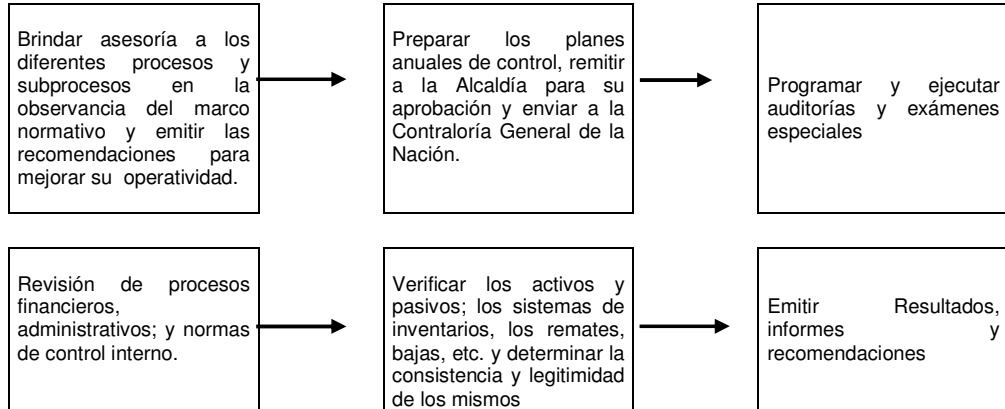 Brindar asesoría a los
diferentes procesos y
subprocesos en la
observancia del marco
normativo y emitir las
recomendaciones para
mejorar su operatividad.
Preparar los planes
anuales de control, remitir
a la Alcaldía para su
aprobación y enviar a la
Contraloría General de la
Nación.
Programar y ejecutar
auditorías y exámenes
especiales
Revisión de procesos
financieros,
administrativos; y normas
de control interno.
Verificar los activos y
pasivos; los sistemas de
inventarios, los remates,
bajas, etc. y determinar la
consistencia y legitimidad
de los mismos
Emitir Resultados,
informes y
recomendaciones